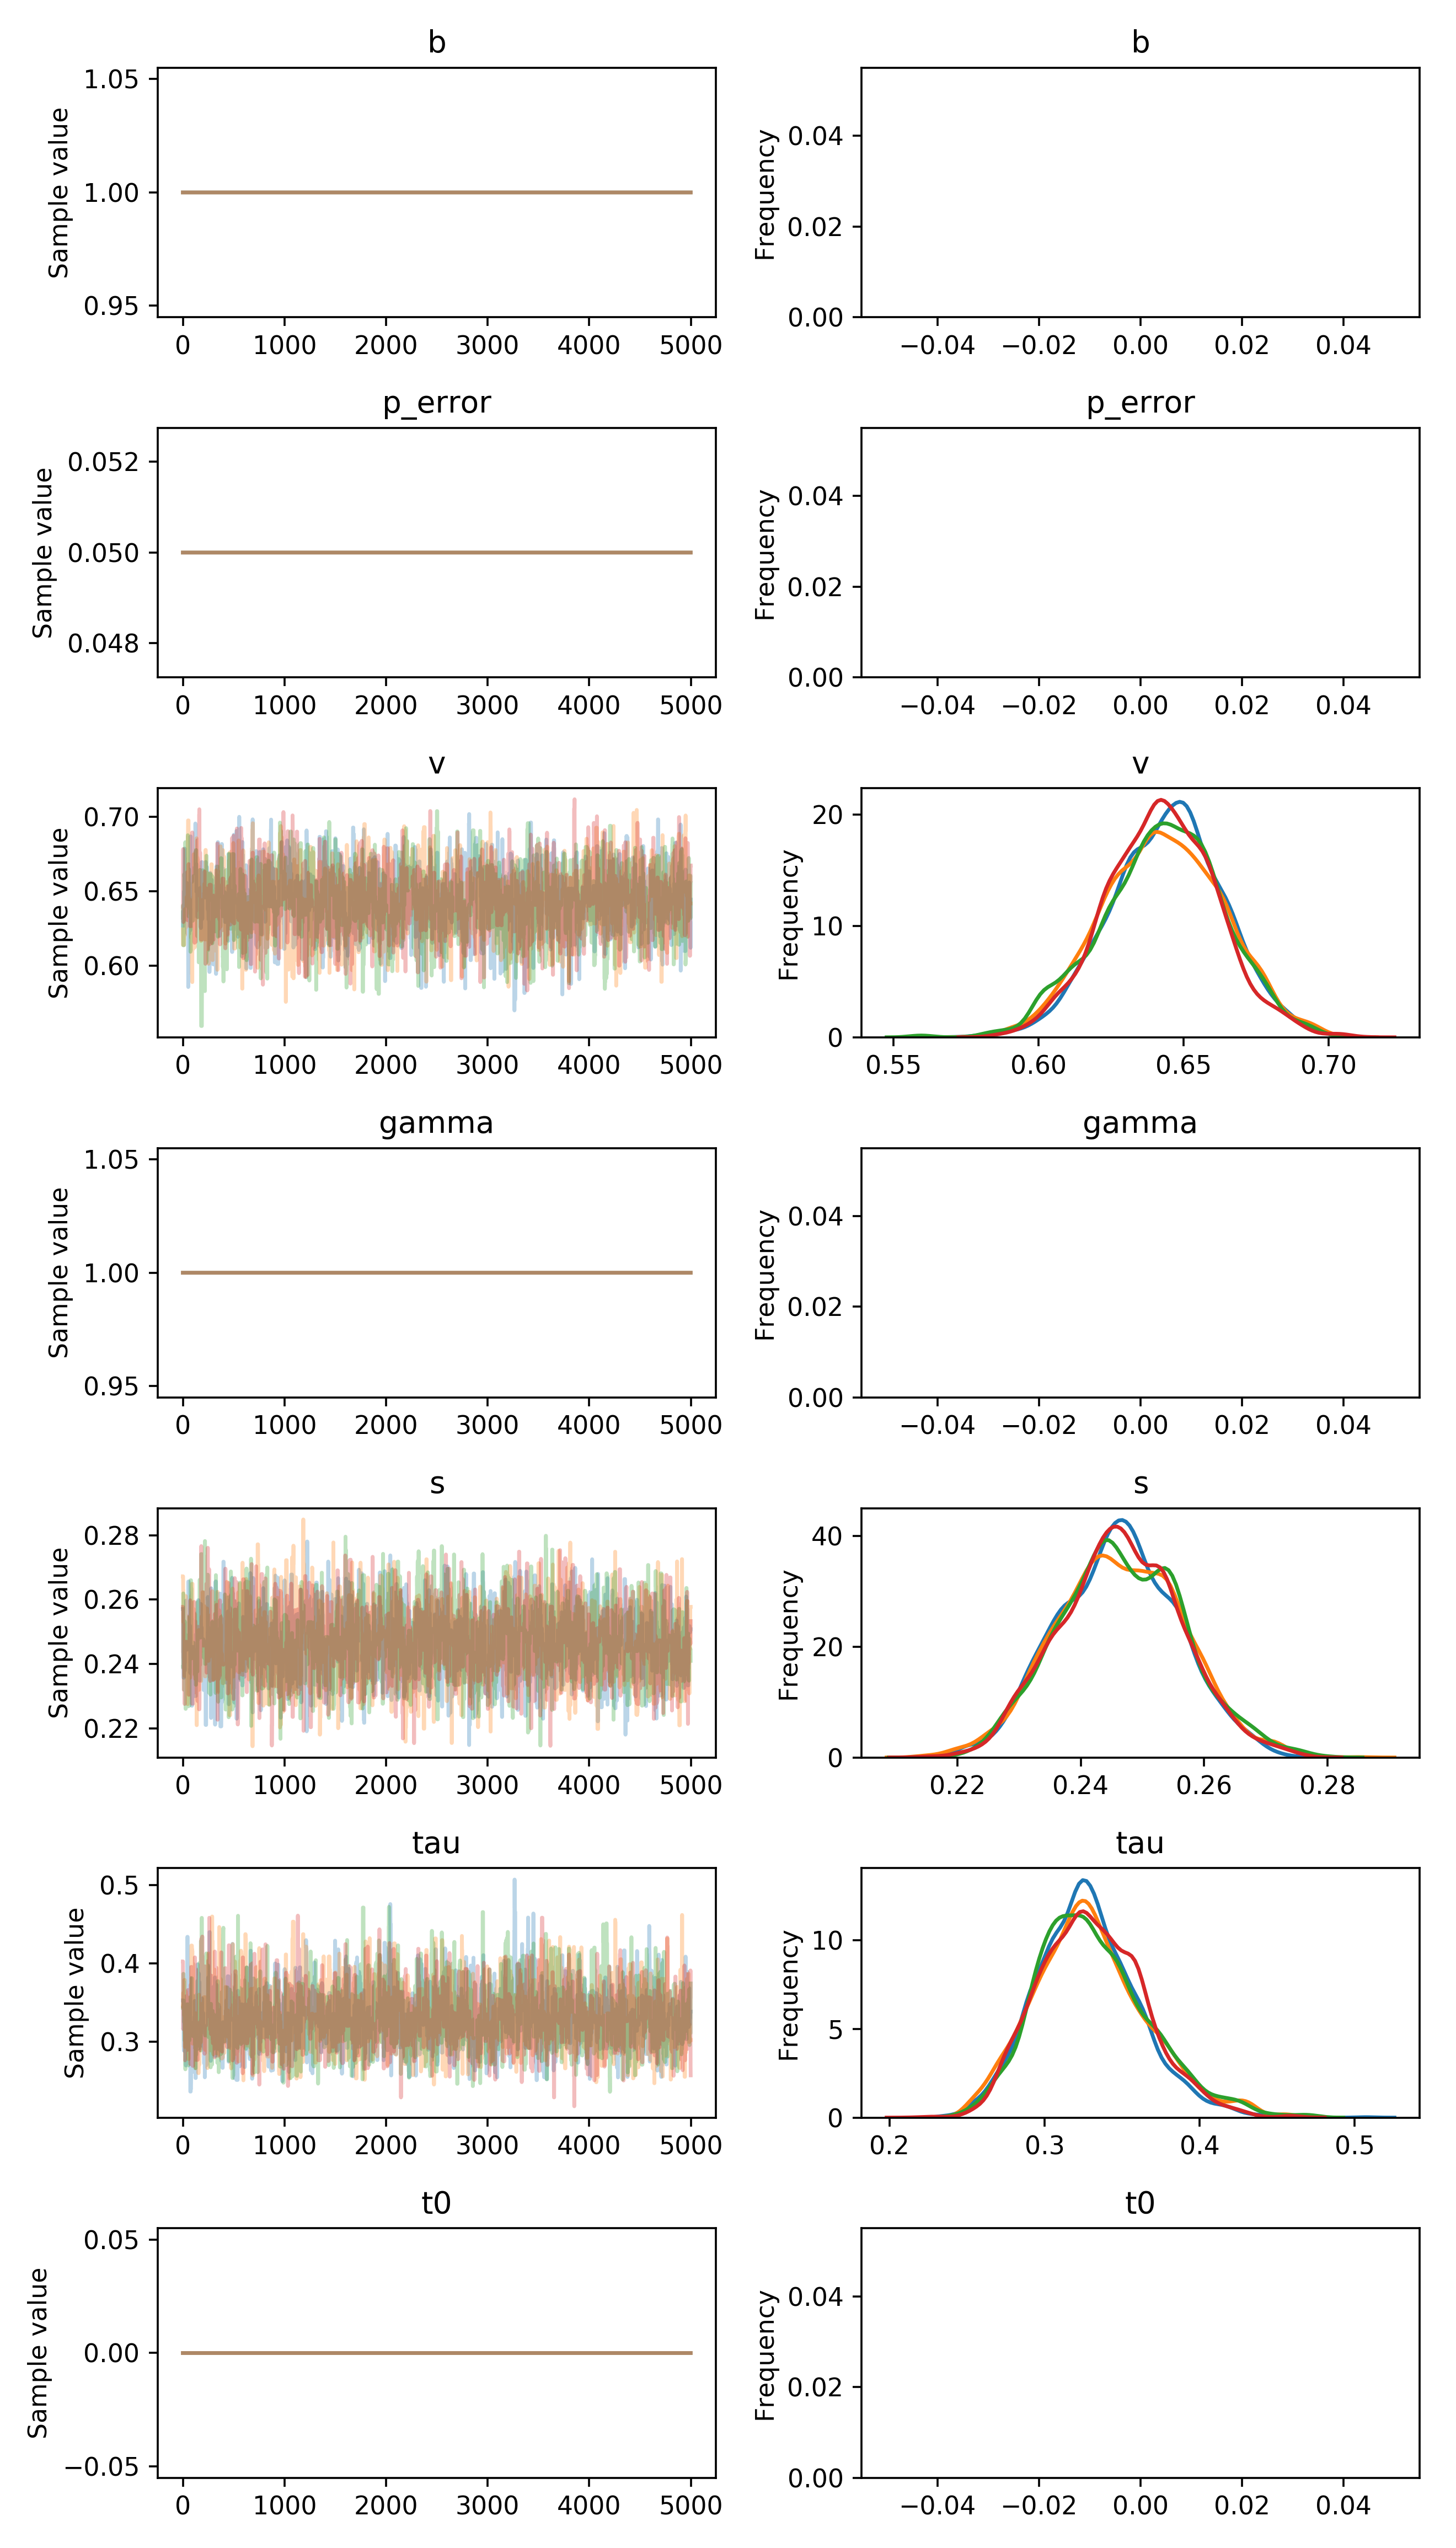 b
b
1.05
1.00
0.95
Sample value
0 1000 2000 3000 4000 5000
0.04
0.02
0.00
Frequency
−0.04 −0.02 0.00 0.02 0.04
p_error
p_error
0.052
0.050
0.048
Sample value
0 1000 2000 3000 4000 5000
0.04
0.02
0.00
Frequency
−0.04 −0.02 0.00 0.02 0.04
v
v
0.70
0.65
0.60
Sample value
0 1000 2000 3000 4000 5000
20
10
0
Frequency
0.55 0.60 0.65 0.70
gamma
gamma
1.05
1.00
0.95
Sample value
0 1000 2000 3000 4000 5000
0.04
0.02
0.00
Frequency
−0.04 −0.02 0.00 0.02 0.04
s
s
0.28
0.26
0.24
0.22
Sample value
0 1000 2000 3000 4000 5000
40
20
0
Frequency
0.22 0.24 0.26 0.28
tau
tau
0.5
0.4
0.3
Sample value
0 1000 2000 3000 4000 5000
10
5
0
Frequency
0.2 0.3 0.4 0.5
t0
t0
0.05
0.00
−0.05
Sample value
0 1000 2000 3000 4000 5000
0.04
0.02
0.00
Frequency
−0.04 −0.02 0.00 0.02 0.04